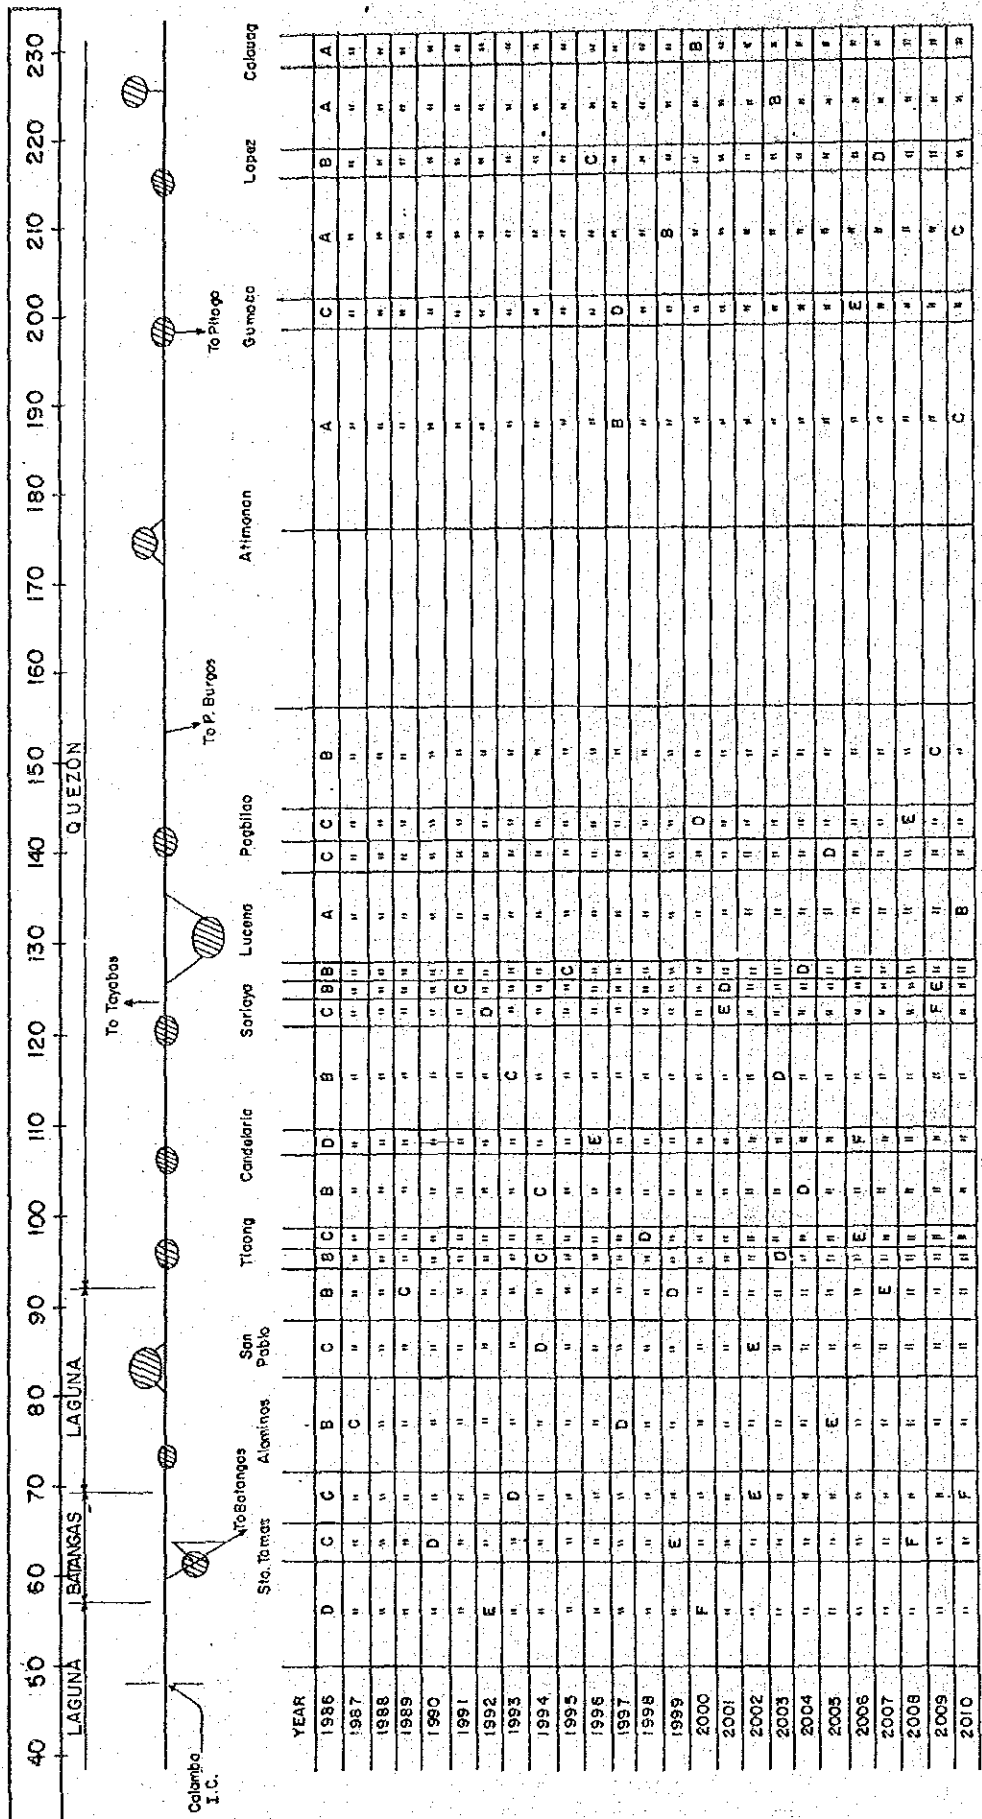 40 50 60 70 80 90 100 110 120 130 140 150 160 170 180 190 200 210 220 230
LAGUNA BATANGAS LAGUNA QUEZON
To Tayabas
Calamba I.C.
To Batangas
To P. Burgos
To Pitogo
Sto. Tomas Alaminos San Pablo Tiaong Candelaria Sariaya Lucena Pagbilao Atimonan Gumaca Lopez Calauag
YEAR
1986 D C C B C B B C B D B C B B A C C B A C A B A A
1987 " " " C " " " " " " " " " " " " " " " " " " " "
1988 " " " " " " " " " " " " " " " " " " " " " " " "
1989 " " " " " C " " " " " " " " " " " " " " " " " "
1990 " D " " " " " " " " " " " " " " " " " " " " " "
1991 " " " " " " " " " " " " C " " " " " " " " " " "
1992 E " " " " " " " " " " D " " " " " " " " " " " "
1993 " " D " " " " " " " C " " " " " " " " " " " " "
1994 " " " " D " C " C " " " " " " " " " " " " " " "
1995 " " " " " " " " " " " " " C " " " " " " " " " "
1996 " " " " " " " " " E " " " " " " " " " " " C " "
1997 " " " D " " " " " " " " " " " " " " B D " " " "
1998 " " " " " " " D " " " " " " " " " " " " " " " "
1999 " E " " " D " " " " " " " " " " " " " " B " " "
2000 F " " " " " " " " " " " " " " " D " " " " " " B
2001 " " " " " " " " " " " E D " " " " " " " " " " "
2002 " " E " E " " " " " " " " " " " " " " " " " " "
2003 " " " " " " D " " " D " " " " " " " " " " " B "
2004 " " " " " " " " D " " " " D " " " " " " " " " "
2005 " " " E " " " " " " " " " " " D " " " " " " " "
2006 " " " " " " " E " F " " " " " " " " " E " " " "
2007 " " " " " E " " " " " " " " " " " " " " " D " "
2008 " F " " " " " " " " " " " " " " E " " " " " " "
2009 " " " " " " " " " " " F E " " " " C " " " " " "
2010 " " F " " " " " " " " " " " B " " " C " C " " "